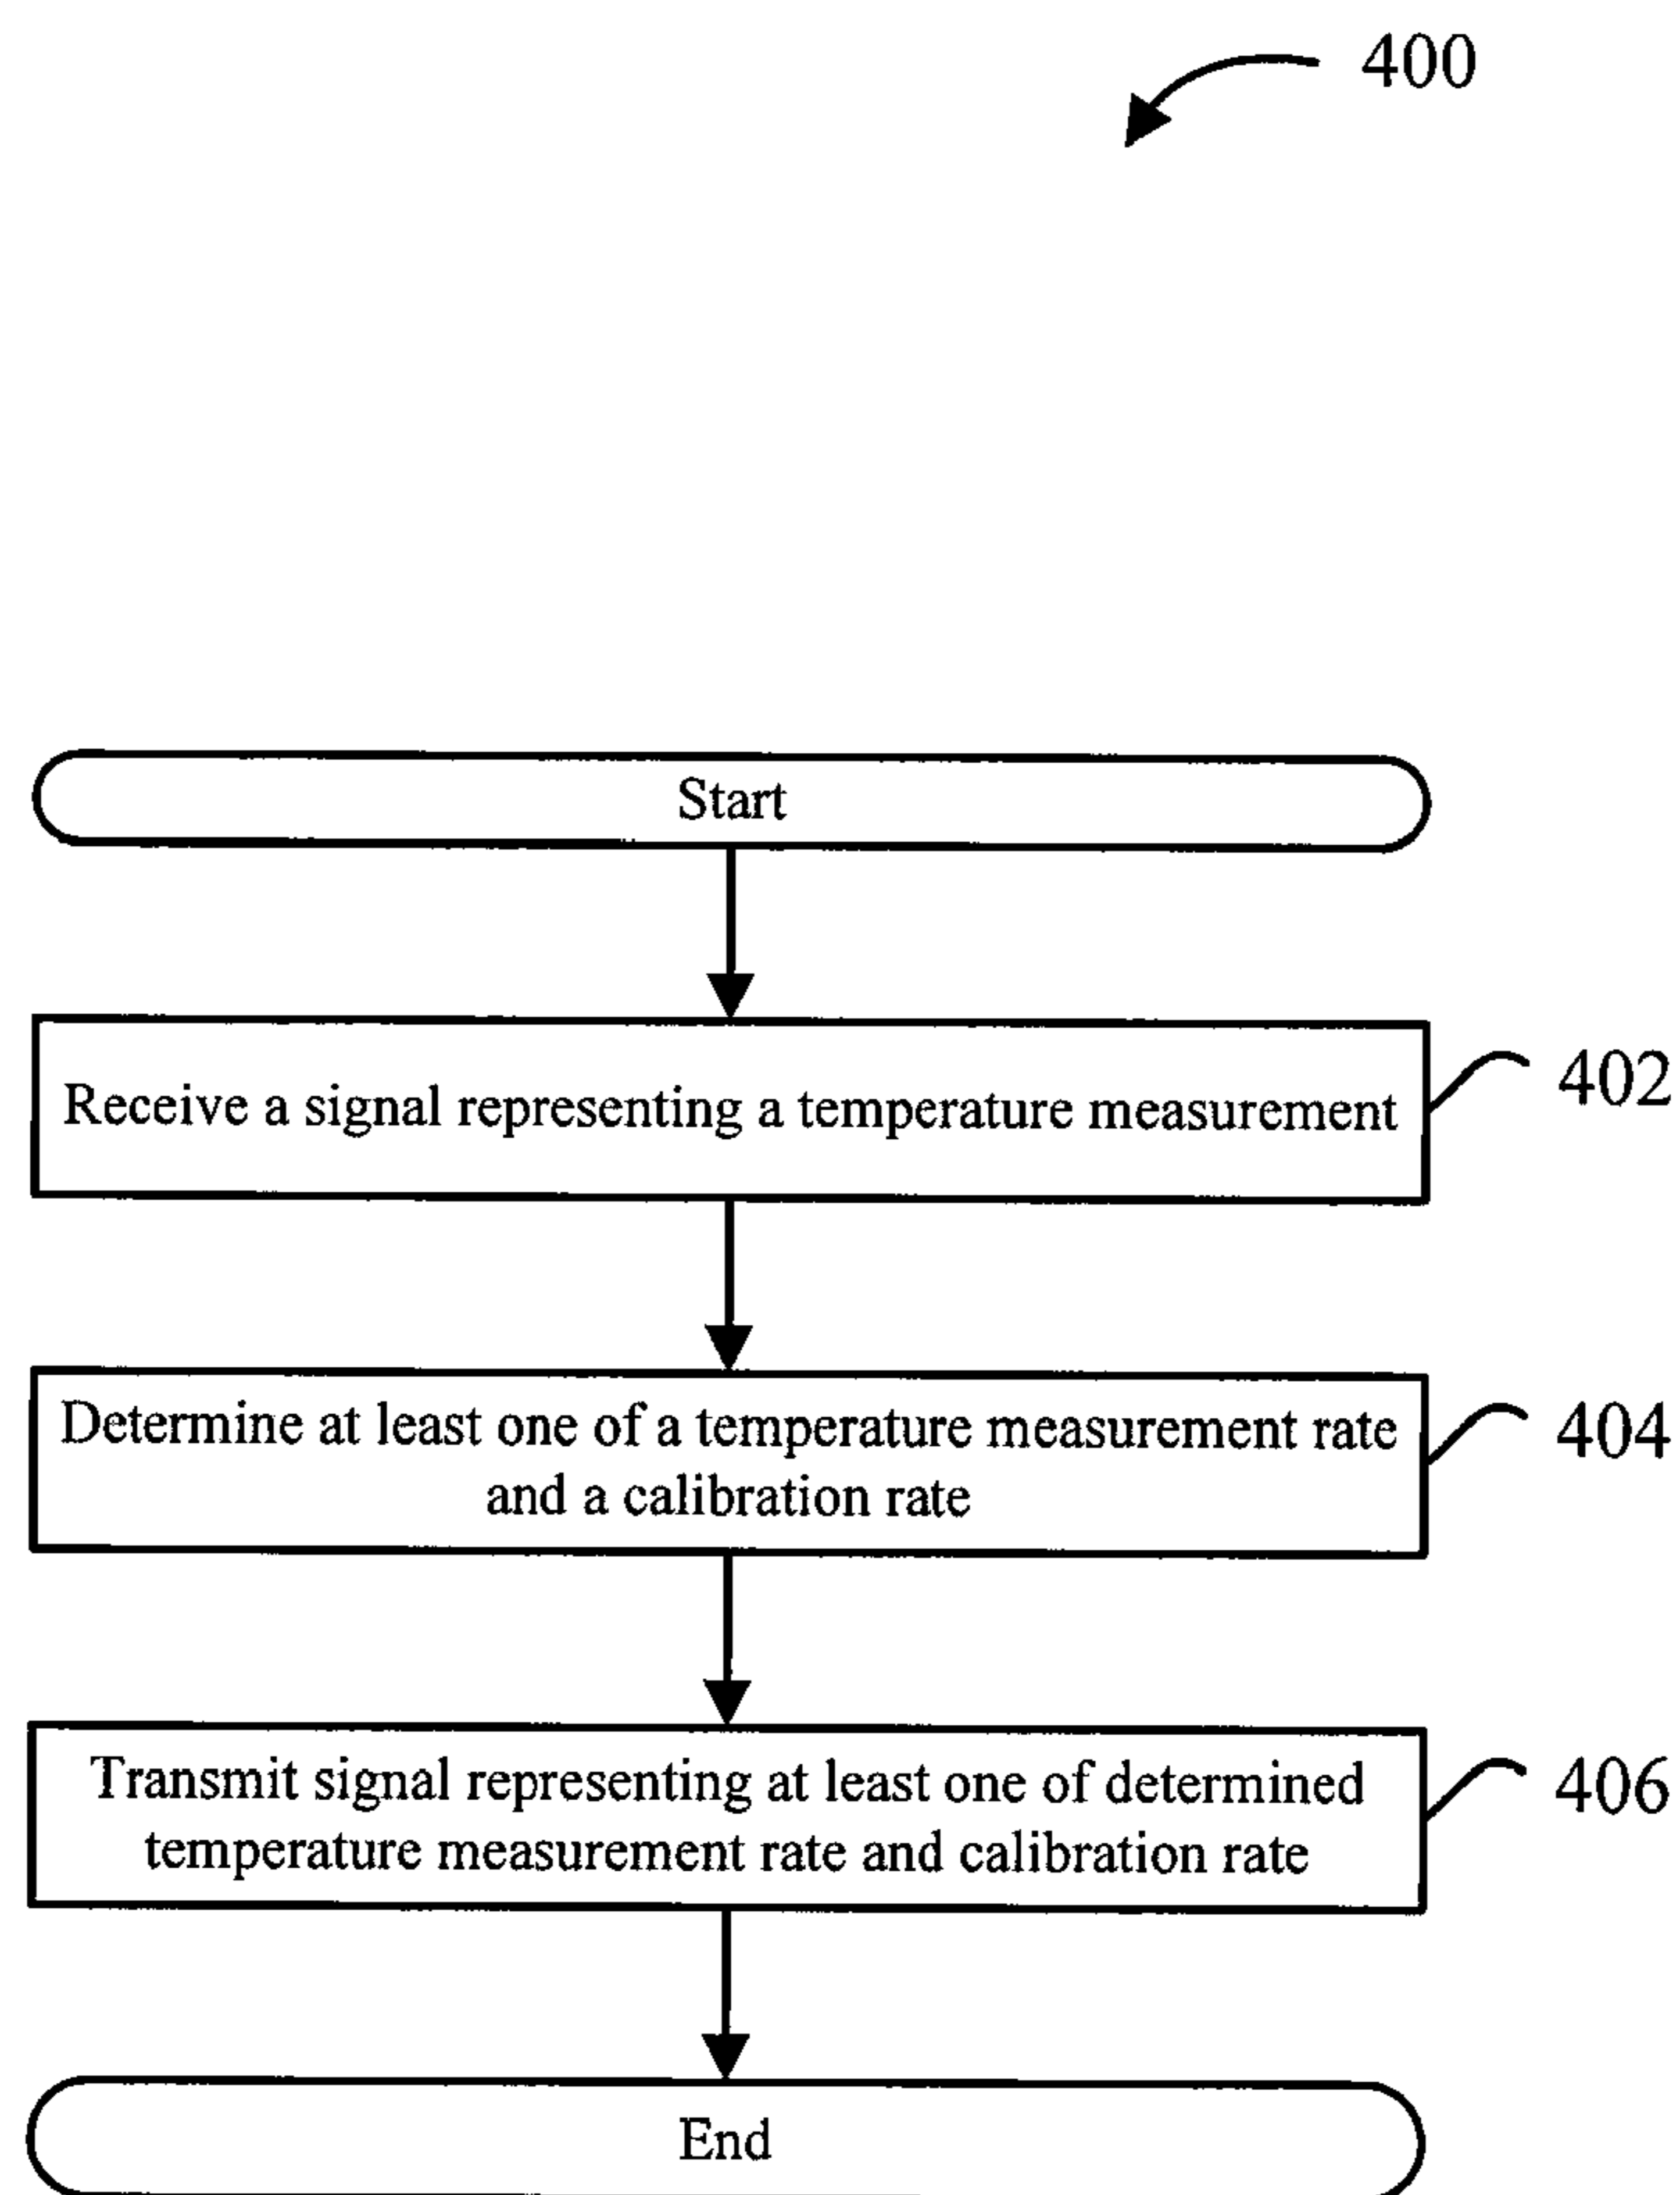 400
Start
Receive a signal representing a temperature measurement
402
Determine at least one of a temperature measurement rate
and a calibration rate
404
Transmit signal representing at least one of determined
temperature measurement rate and calibration rate
406
End